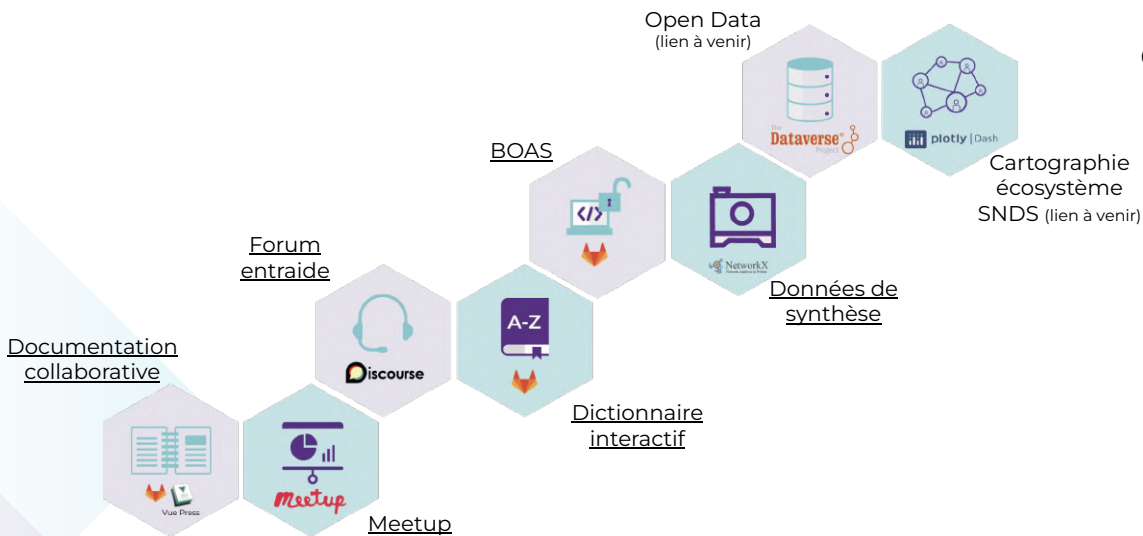 Open Data
(lien à venir)
The
Dataverse®
Project
plotly | Dash
Cartographie
écosystème
SNDS (lien à venir)
BOAS
</>
NetworkX
Données de
synthèse
Forum
entraide
Discourse
A-Z
Dictionnaire
interactif
Documentation
collaborative
Vue Press
meetup
Meetup